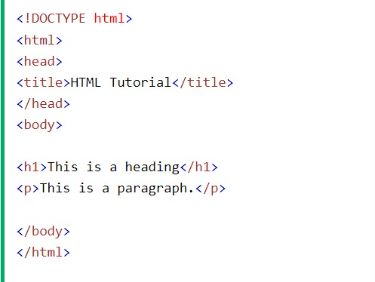 <!DOCTYPE html>
<html>
<head>
<title>HTML Tutorial</title>
</head>
<body>
<h1>This is a heading</h1>
<p>This is a paragraph.</p>
</body>
</html>